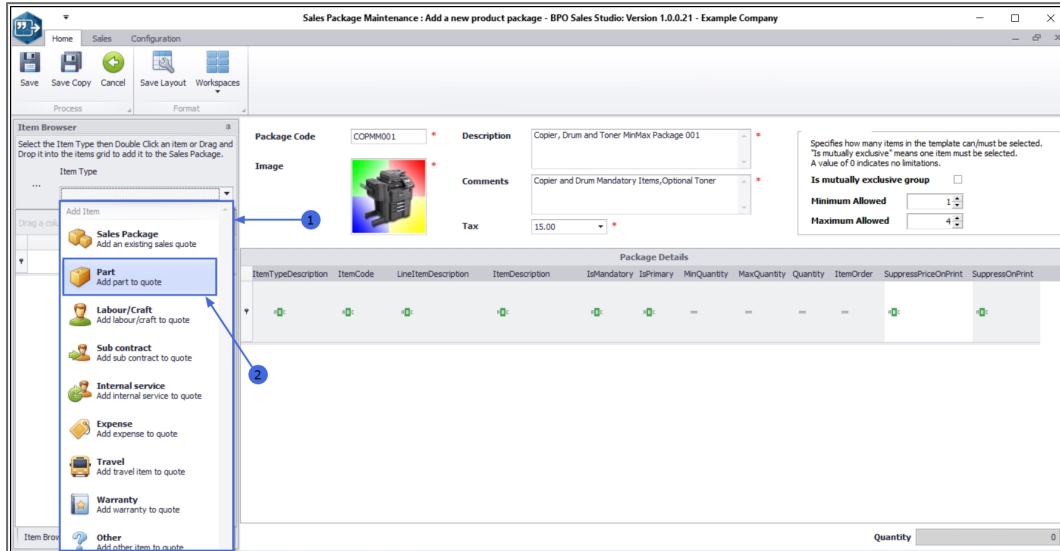 Sales Package Maintenance : Add a new product package - BPO Sales Studio: Version 1.0.0.21 - Example Company
Home Sales Configuration
Save Save Copy Cancel Save Layout Workspaces
Process Format
Item Browser
Select the Item Type then Double Click an item or Drag and
Drop it into the items grid to add it to the Sales Package.
Item Type
...
Drag a colu
Add Item
Sales Package
Add an existing sales quote
Part
Add part to quote
Labour/Craft
Add labour/craft to quote
Sub contract
Add sub contract to quote
Internal service
Add internal service to quote
Expense
Add expense to quote
Travel
Add travel item to quote
Warranty
Add warranty to quote
Other
Add other item to quote
Item Brow
1
2
Package Code COPMM001 *
Image *
Description Copier, Drum and Toner MinMax Package 001 *
Comments Copier and Drum Mandatory Items,Optional Toner *
Tax 15.00 *
Specifies how many items in the template can/must be selected.
"Is mutually exclusive" means one item must be selected.
A value of 0 indicates no limitations.
Is mutually exclusive group
Minimum Allowed 1
Maximum Allowed 4
Package Details
ItemTypeDescription ItemCode LineItemDescription ItemDescription IsMandatory IsPrimary MinQuantity MaxQuantity Quantity ItemOrder SuppressPriceOnPrint SuppressOnPrint
= = = =
Quantity 0